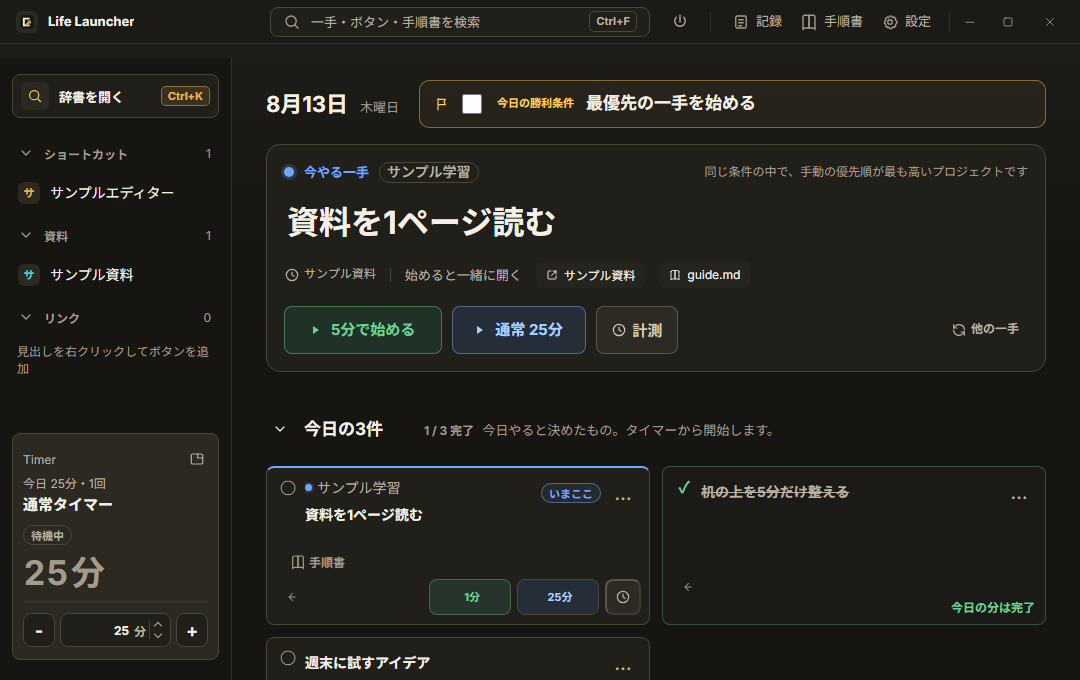 Life Launcher
一手・ボタン・手順書を検索
Ctrl+F
記録
手順書
設定
辞書を開く
Ctrl+K
ショートカット
1
サ
サンプルエディター
資料
1
サ
サンプル資料
リンク
0
見出しを右クリックしてボタンを追
加
Timer
今日 25分・1回
通常タイマー
待機中
25分
-
25 分
+
8月13日
木曜日
今日の勝利条件
最優先の一手を始める
今やる一手
サンプル学習
同じ条件の中で、手動の優先順が最も高いプロジェクトです
資料を1ページ読む
サンプル資料
始めると一緒に開く
サンプル資料
guide.md
5分で始める
通常 25分
計測
他の一手
今日の3件
1 / 3 完了
今日やると決めたもの。タイマーから開始します。
サンプル学習
いまここ
...
資料を1ページ読む
手順書
1分
25分
机の上を5分だけ整える
...
今日の分は完了
週末に試すアイデア
...